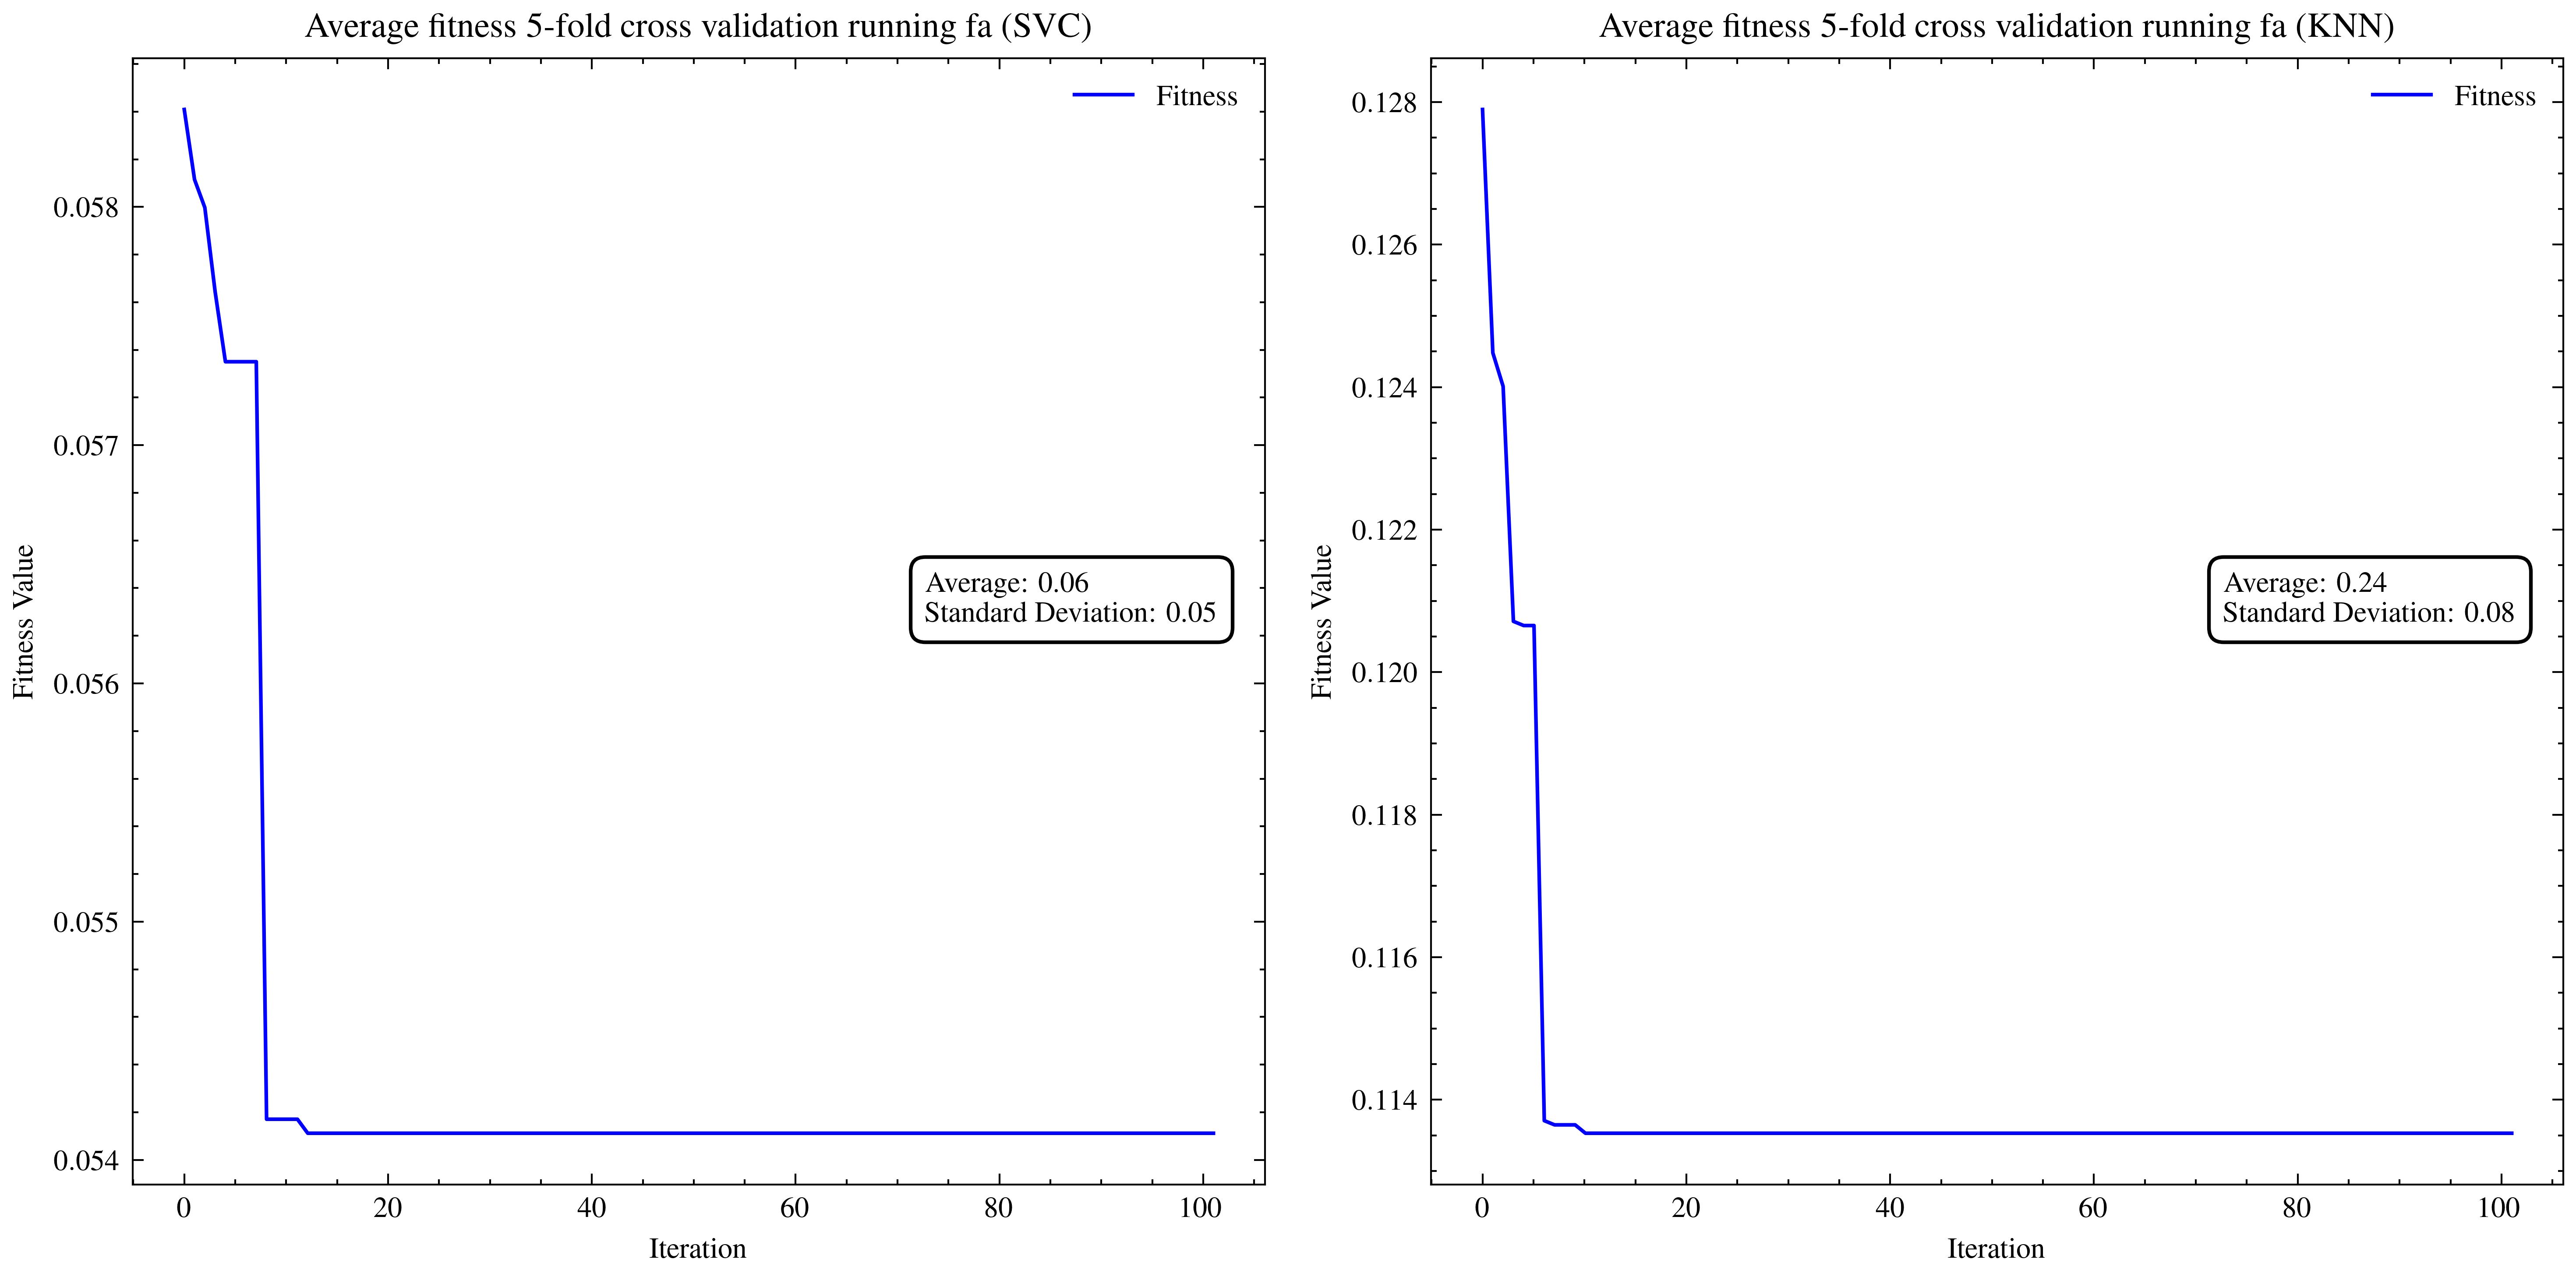 Average fitness 5-fold cross validation running fa (SVC)
Fitness
0.058
0.057
0.056
0.055
0.054
Fitness Value
Average: 0.06
Standard Deviation: 0.05
0 20 40 60 80 100
Iteration
Average fitness 5-fold cross validation running fa (KNN)
Fitness
0.128
0.126
0.124
0.122
0.120
0.118
0.116
0.114
Fitness Value
Average: 0.24
Standard Deviation: 0.08
0 20 40 60 80 100
Iteration